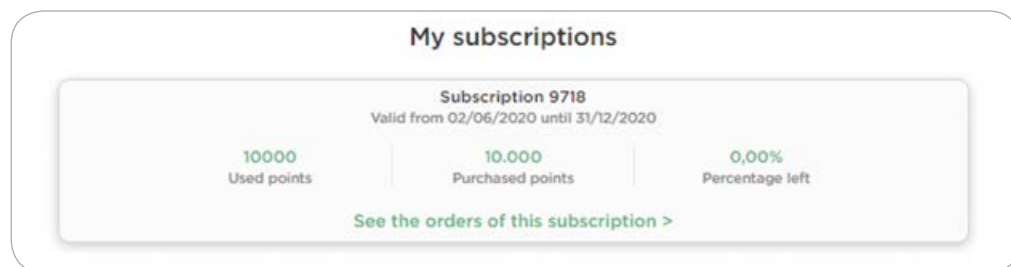 My subscriptions
Subscription 9718
Valid from 02/06/2020 until 31/12/2020
10000 10.000 0,00%
Used points Purchased points Percentage left
See the orders of this subscription >